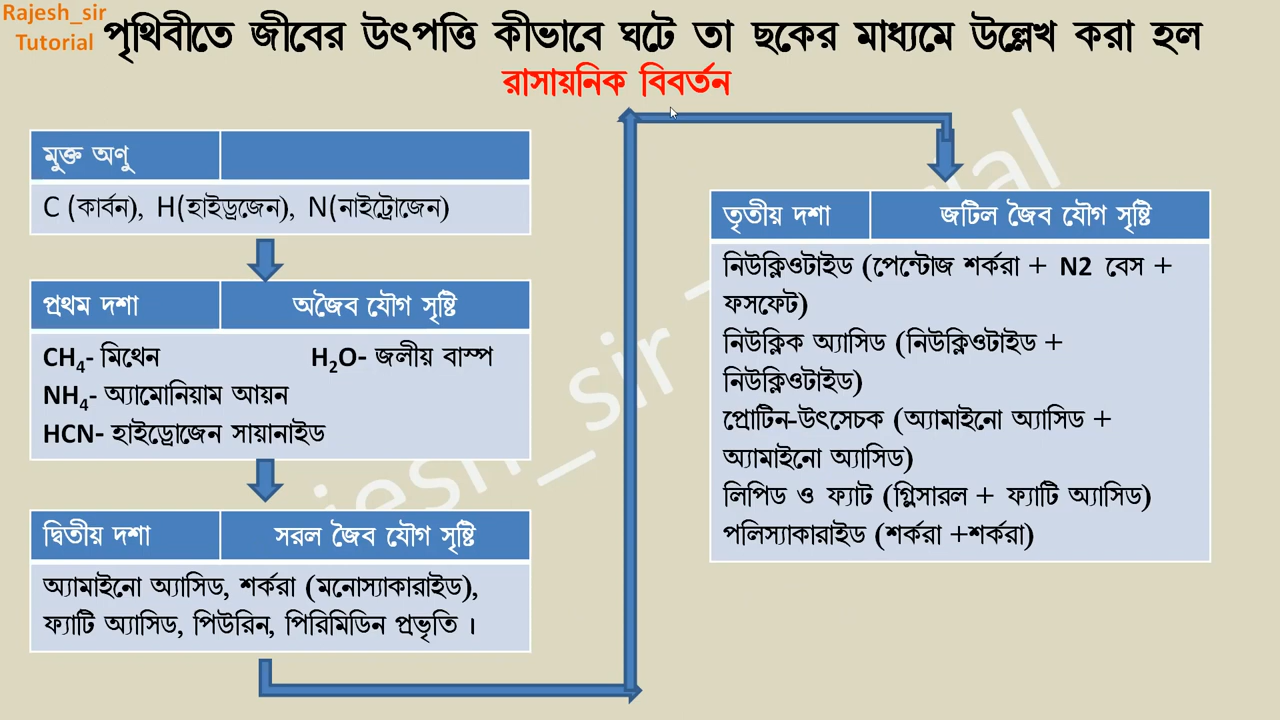 Rajesh_sir
Tutorial
পৃথিবীতে জীবের উৎপত্তি কীভাবে ঘটে তা ছকের মাধ্যমে উল্লেখ করা হল
রাসায়নিক বিবর্তন
মুক্ত অণু
C (কার্বন), H(হাইড্রজেন), N(নাইট্রোজেন)
প্রথম দশা অজৈব যৌগ সৃষ্টি
CH₄- মিথেন H₂O- জলীয় বাস্প
NH₄- অ্যামোনিয়াম আয়ন
HCN- হাইড্রোজেন সায়ানাইড
দ্বিতীয় দশা সরল জৈব যৌগ সৃষ্টি
অ্যামাইনো অ্যাসিড, শর্করা (মনোস্যাকারাইড),
ফ্যাটি অ্যাসিড, পিউরিন, পিরিমিডিন প্রভৃতি ।
তৃতীয় দশা জটিল জৈব যৌগ সৃষ্টি
নিউক্লিওটাইড (পেন্টোজ শর্করা + N2 বেস +
ফসফেট)
নিউক্লিক অ্যাসিড (নিউক্লিওটাইড +
নিউক্লিওটাইড)
প্রোটিন-উৎসেচক (অ্যামাইনো অ্যাসিড +
অ্যামাইনো অ্যাসিড)
লিপিড ও ফ্যাট (গ্লিসারল + ফ্যাটি অ্যাসিড)
পলিস্যাকারাইড (শর্করা +শর্করা)